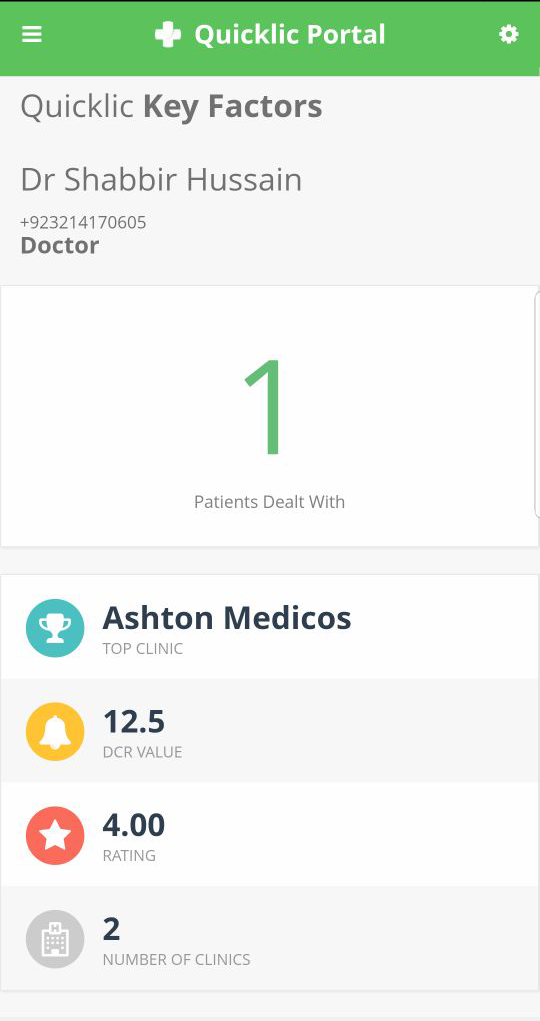 Quicklic Portal
Quicklic Key Factors
Dr Shabbir Hussain
+923214170605
Doctor
1
Patients Dealt With
Ashton Medicos
TOP CLINIC
12.5
DCR VALUE
4.00
RATING
H
2
NUMBER OF CLINICS